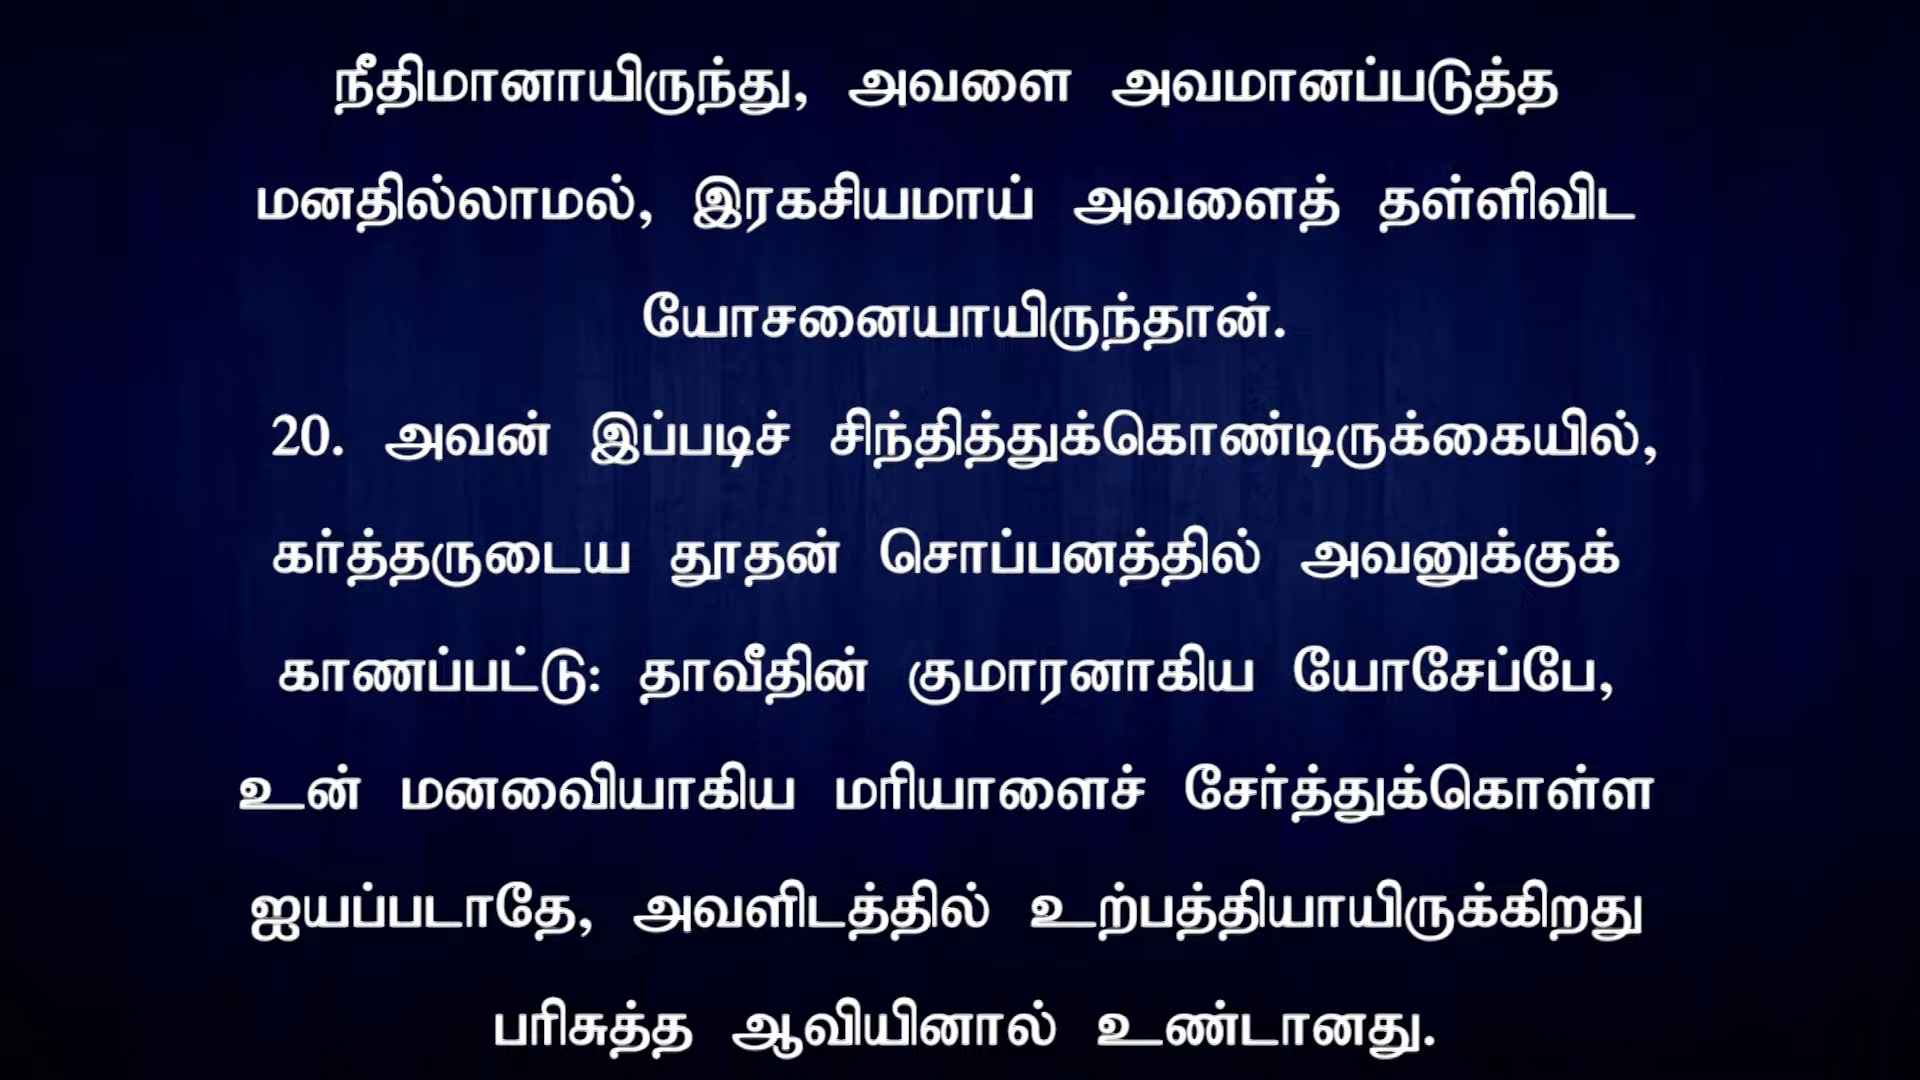 நீதிமானாயிருந்து, அவளை அவமானப்படுத்த
மனதில்லாமல், இரகசியமாய் அவளைத் தள்ளிவிட
யோசனையாயிருந்தான்.
20. அவன் இப்படிச் சிந்தித்துக்கொண்டிருக்கையில்,
கர்த்தருடைய தூதன் சொப்பனத்தில் அவனுக்குக்
காணப்பட்டு: தாவீதின் குமாரனாகிய யோசேப்பே,
உன் மனைவியாகிய மரியாளைச் சேர்த்துக்கொள்ள
ஐயப்படாதே, அவளிடத்தில் உற்பத்தியாயிருக்கிறது
பரிசுத்த ஆவியினால் உண்டானது.